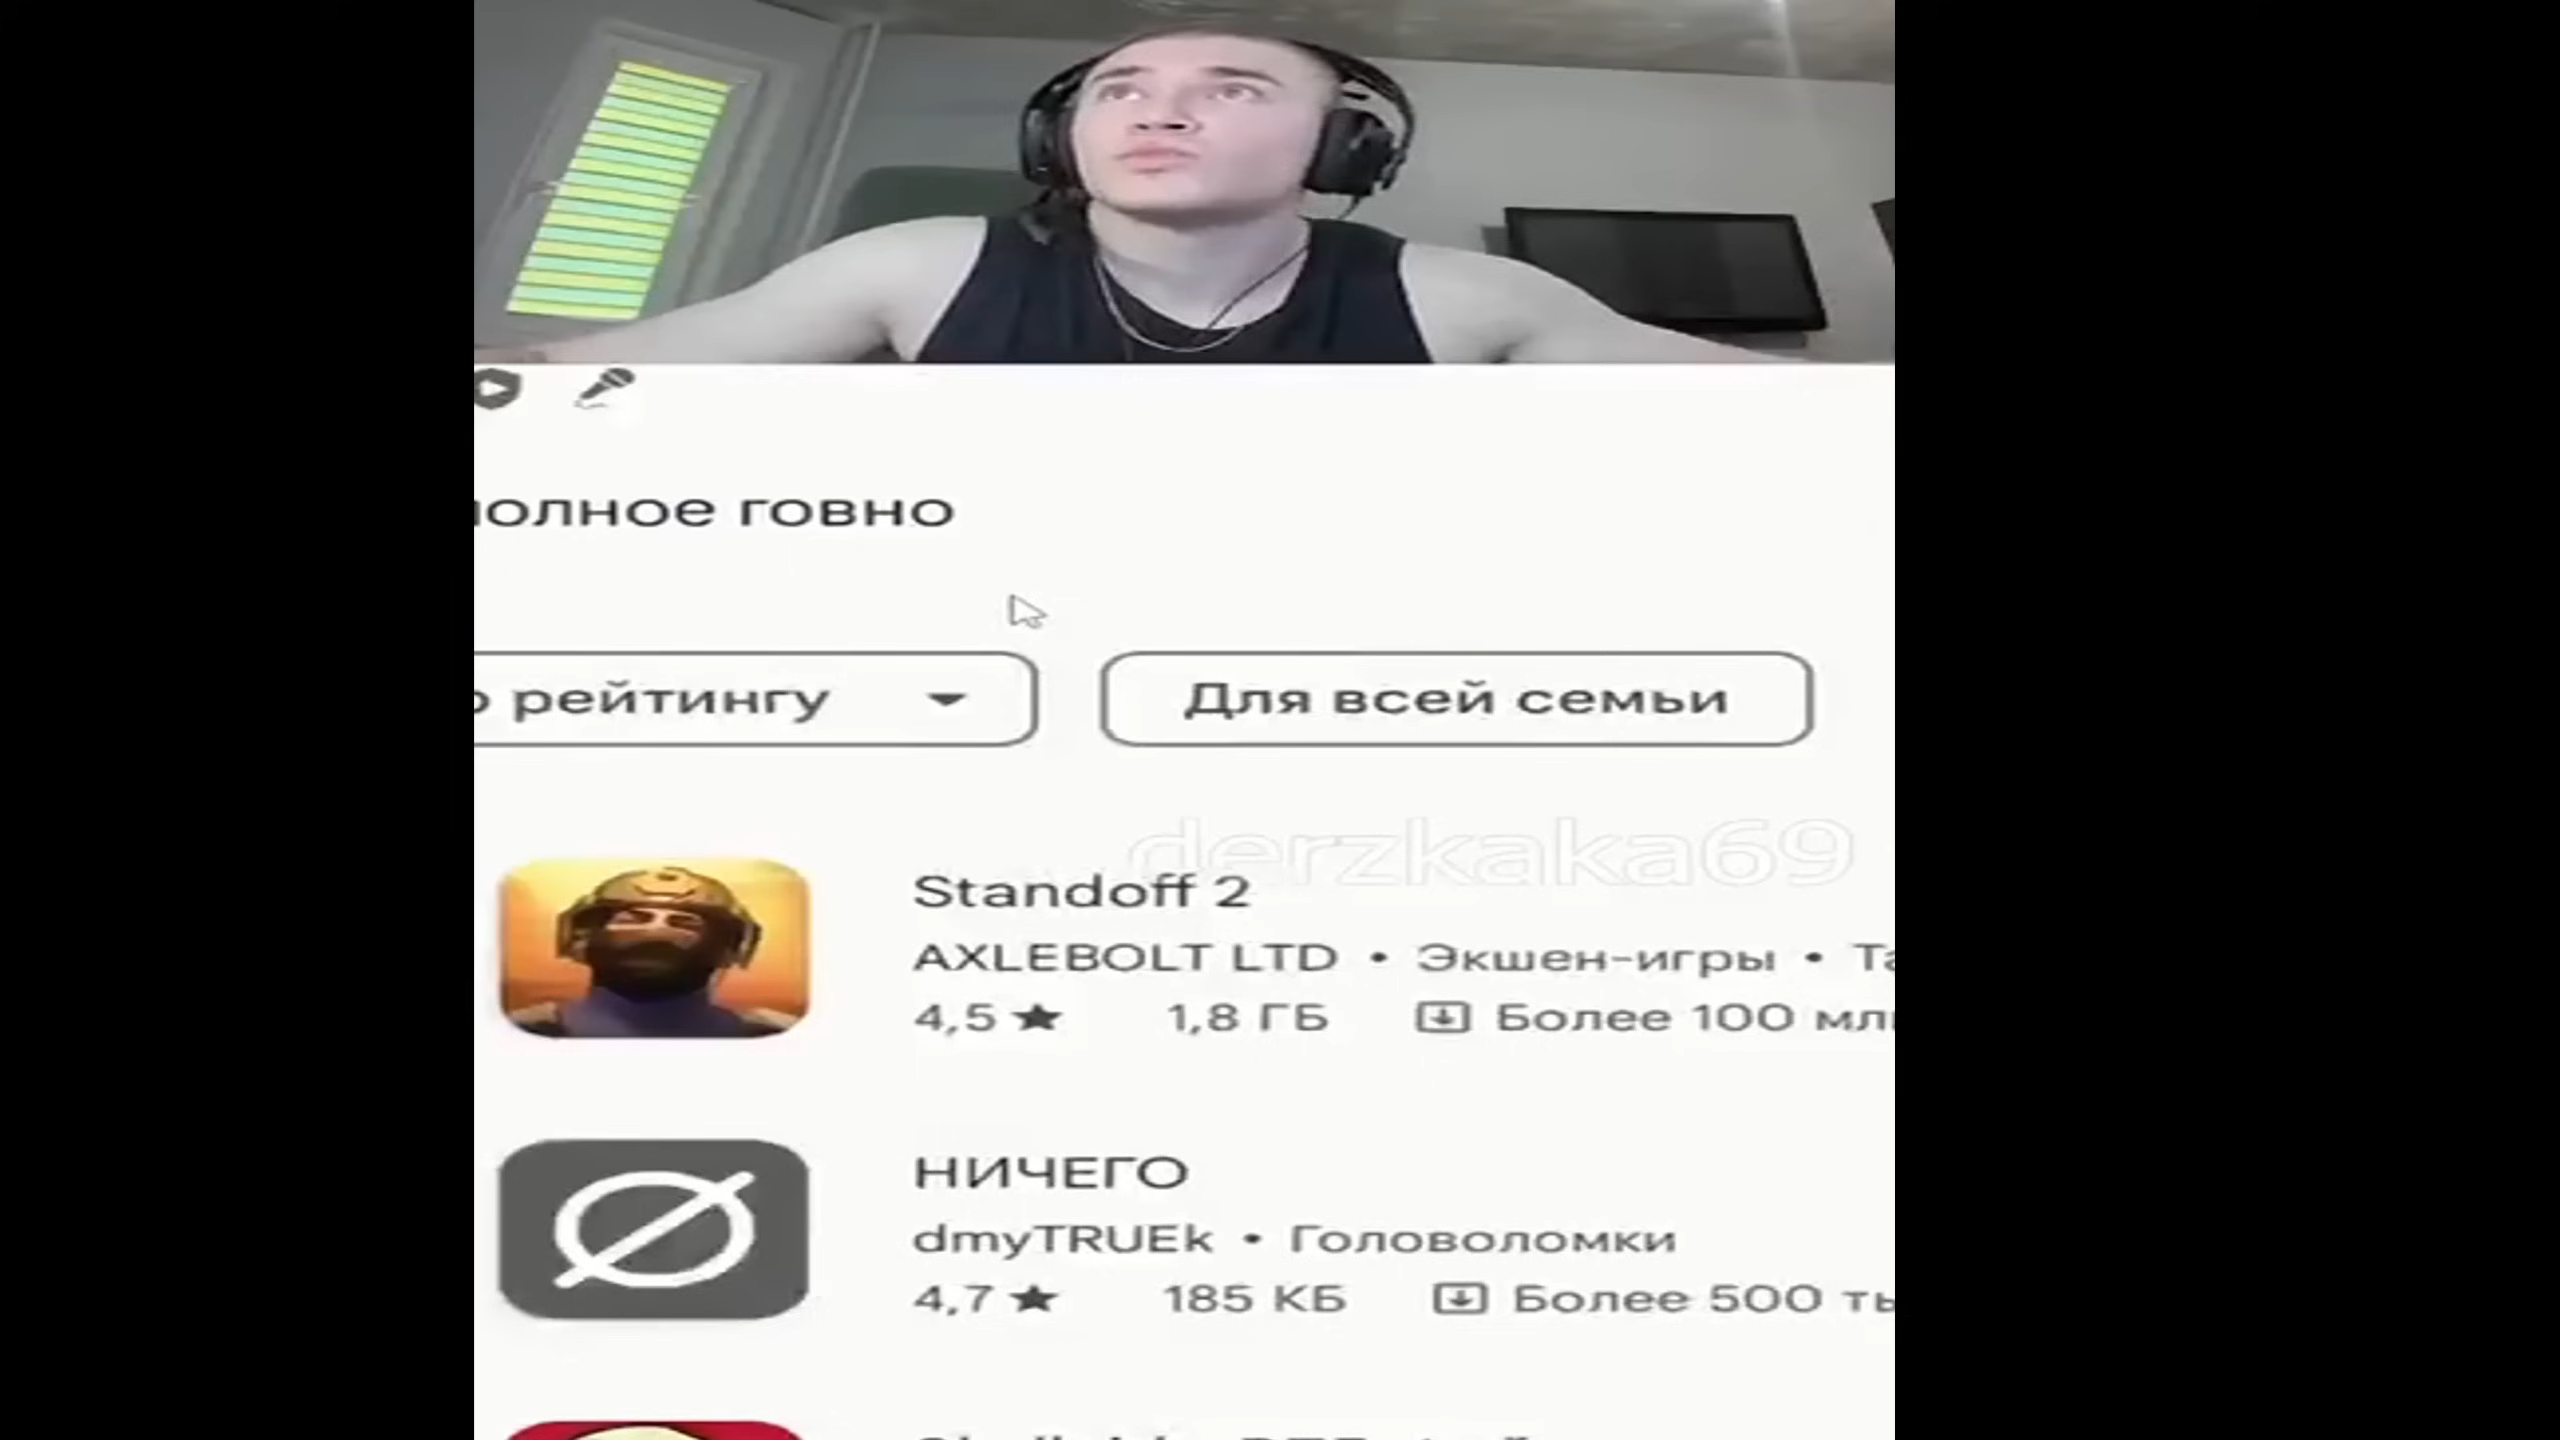 полное говно
о рейтингу
Для всей семьи
derzkaka69
Standoff 2
AXLEBOLT LTD • Экшен-игры •
4,5 ★ 1,8 ГБ Более 100
НИЧЕГО
dmyTRUEk • Головоломки
4,7 ★ 185 КБ Более 500